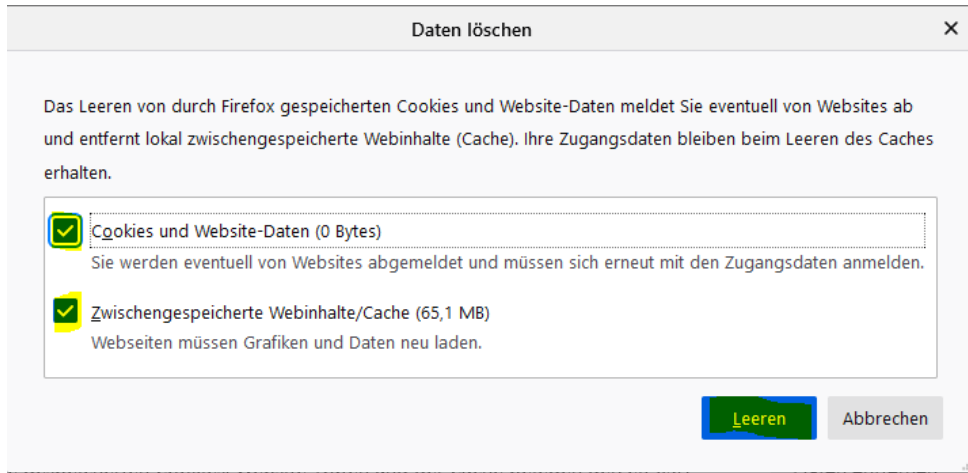 Daten löschen
Das Leeren von durch Firefox gespeicherten Cookies und Website-Daten meldet Sie eventuell von Websites ab
und entfernt lokal zwischengespeicherte Webinhalte (Cache). Ihre Zugangsdaten bleiben beim Leeren des Caches
erhalten.
Cookies und Website-Daten (0 Bytes)
Sie werden eventuell von Websites abgemeldet und müssen sich erneut mit den Zugangsdaten anmelden.
Zwischengespeicherte Webinhalte/Cache (65,1 MB)
Webseiten müssen Grafiken und Daten neu laden.
Leeren Abbrechen